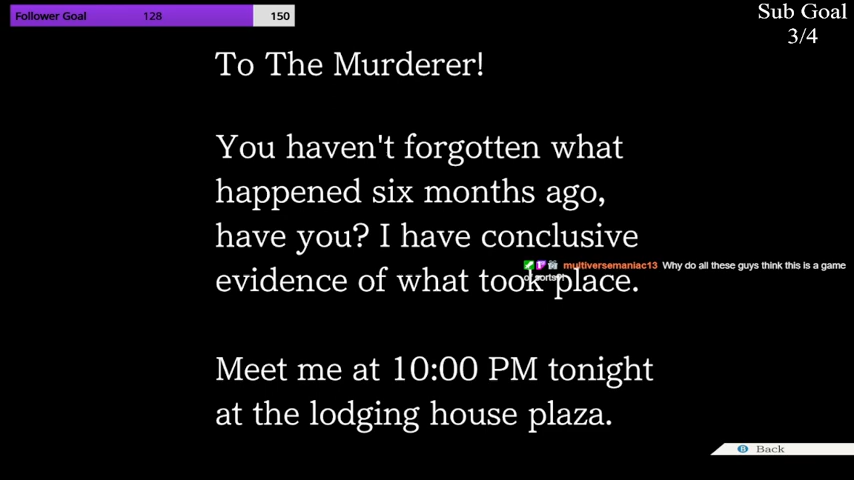 Follower Goal 128 150
Sub Goal
3/4
To The Murderer!
You haven't forgotten what
happened six months ago,
have you? I have conclusive
evidence of what took place.
multiversemaniac13 Why do all these guys think this is a game
or sorts?!
Meet me at 10:00 PM tonight
at the lodging house plaza.
B Back